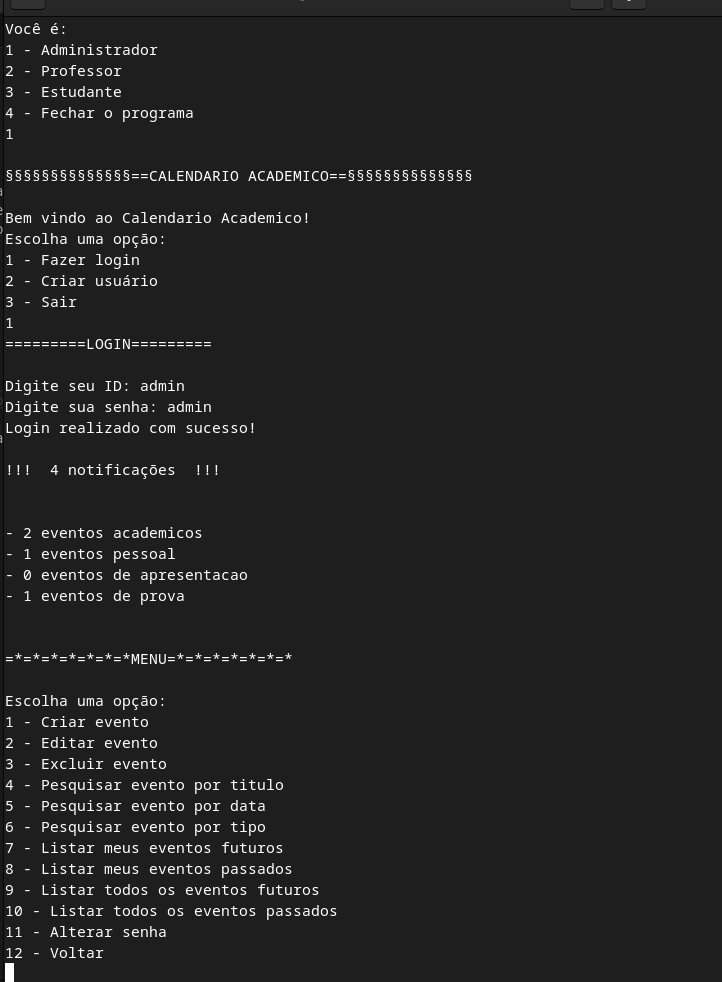 Você é:
1 - Administrador
2 - Professor
3 - Estudante
4 - Fechar o programa
1
§§§§§§§§§§§§§§==CALENDARIO ACADEMICO==§§§§§§§§§§§§§§
Bem vindo ao Calendario Academico!
Escolha uma opção:
1 - Fazer login
2 - Criar usuário
3 - Sair
1
=========LOGIN=========
Digite seu ID: admin
Digite sua senha: admin
Login realizado com sucesso!
!!!  4 notificações  !!!
- 2 eventos academicos
- 1 eventos pessoal
- 0 eventos de apresentacao
- 1 eventos de prova
=*=*=*=*=*=*=*MENU=*=*=*=*=*=*=*
Escolha uma opção:
1 - Criar evento
2 - Editar evento
3 - Excluir evento
4 - Pesquisar evento por titulo
5 - Pesquisar evento por data
6 - Pesquisar evento por tipo
7 - Listar meus eventos futuros
8 - Listar meus eventos passados
9 - Listar todos os eventos futuros
10 - Listar todos os eventos passados
11 - Alterar senha
12 - Voltar